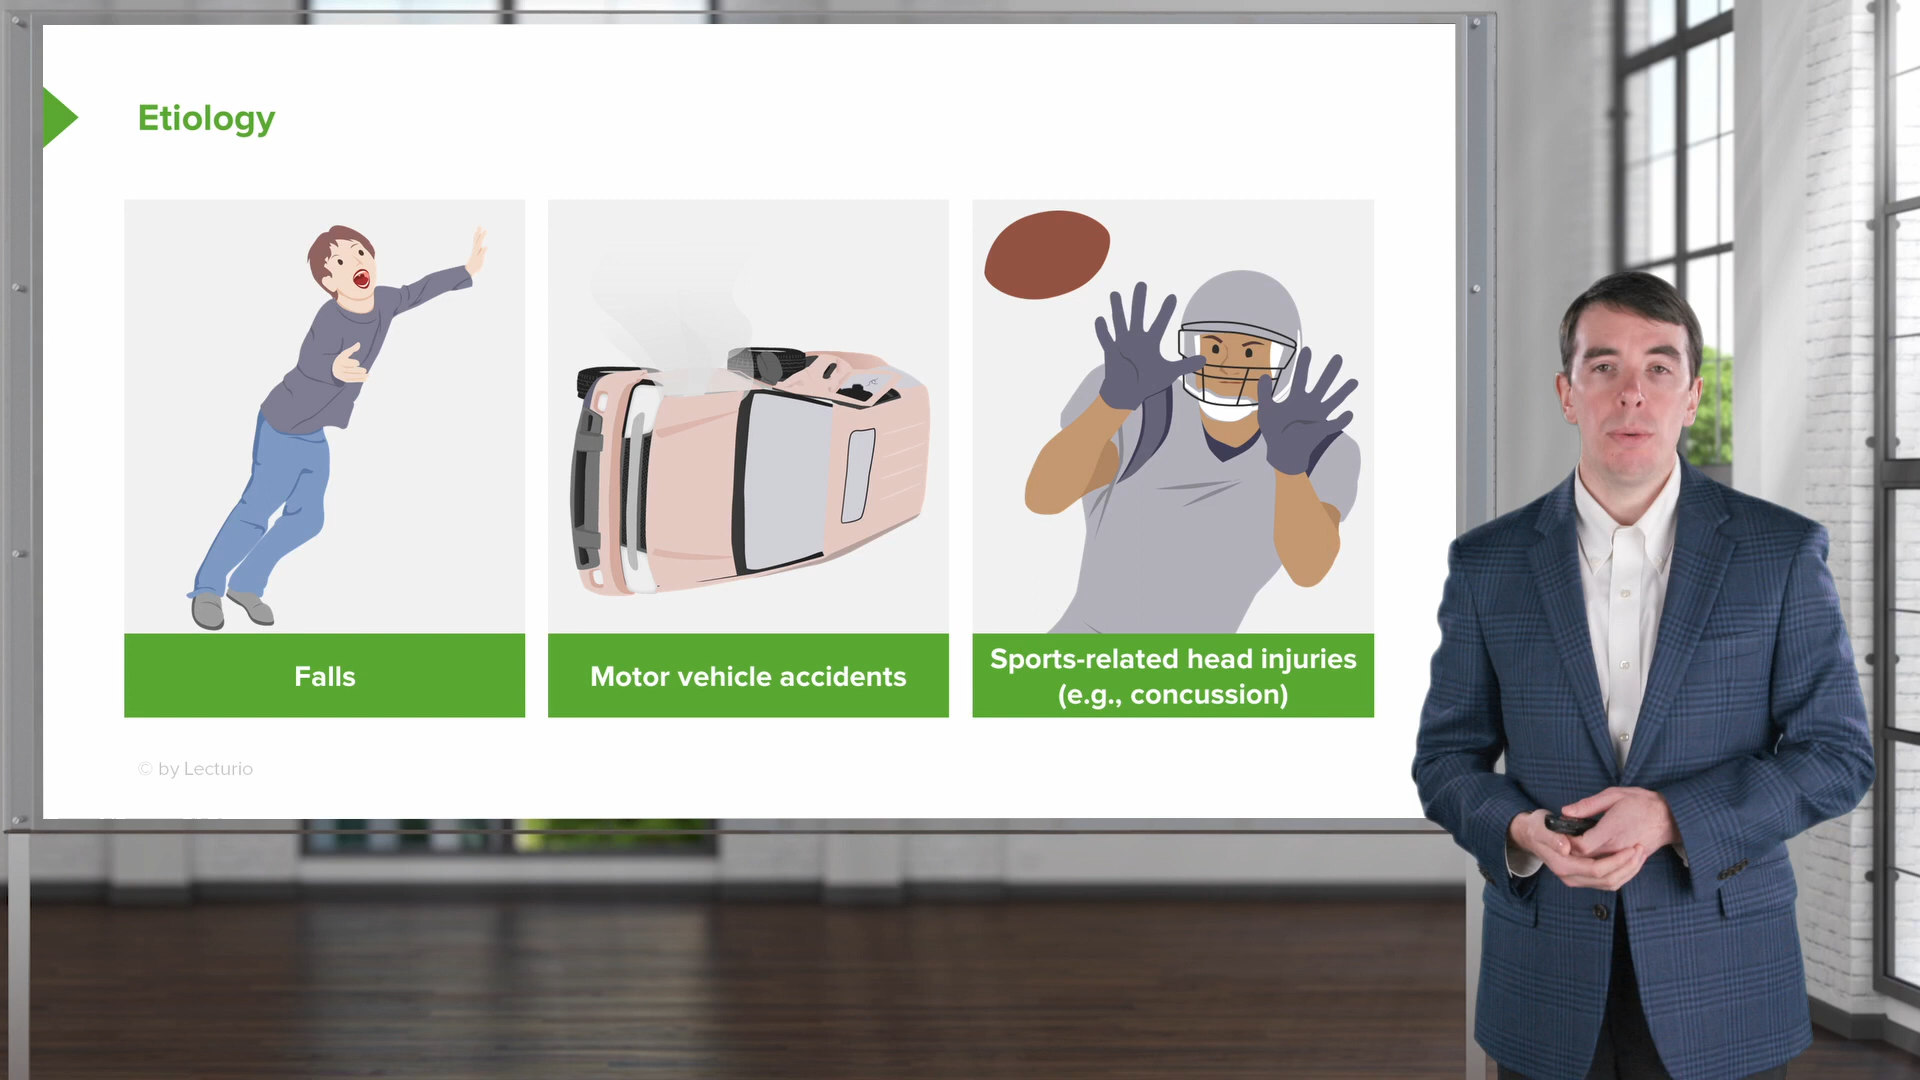 Etiology
Falls
Motor vehicle accidents
Sports-related head injuries
(e.g., concussion)
© by Lecturio